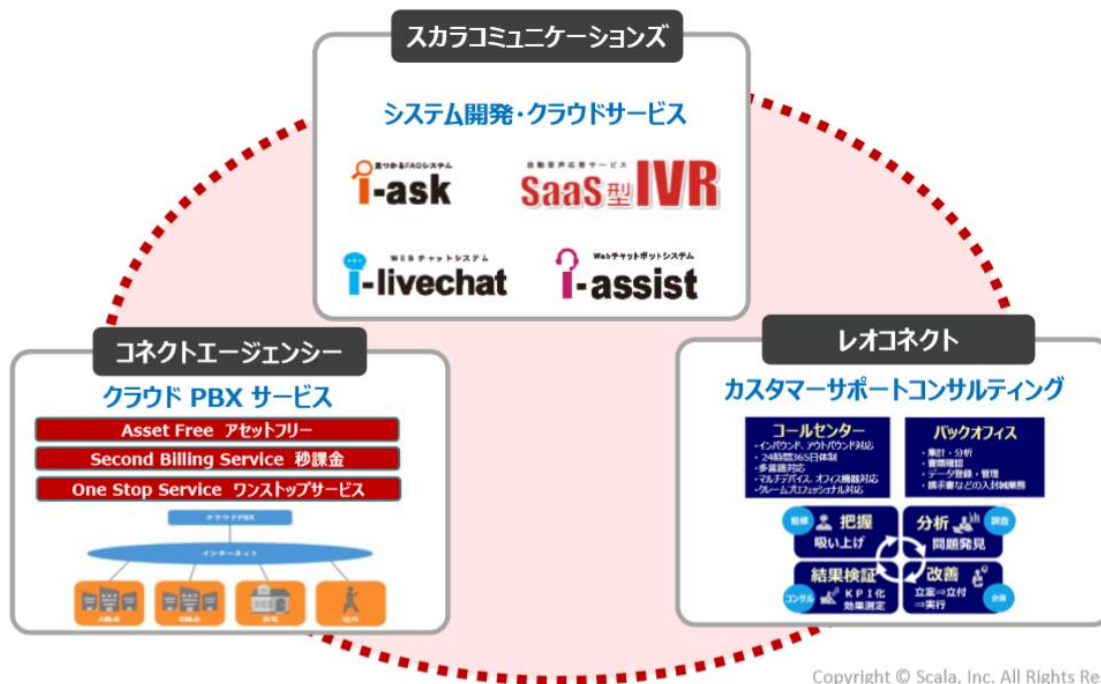 スカラコミュニケーションズ
システム開発・クラウドサービス
見つかるFAQシステム
i-ask
自動音声応答サービス
SaaS型IVR
WEBチャットシステム
i-livechat
Webチャットボットシステム
i-assist
コネクトエージェンシー
クラウド PBX サービス
Asset Free アセットフリー
Second Billing Service 秒課金
One Stop Service ワンストップサービス
クラウドPBX
インターネット
A拠点
自宅
社外
レオコネクト
カスタマーサポートコンサルティング
コールセンター
・インバウンド、アウトバウンド対応
・24時間365日体制
・多言語対応
・マルチデバイス、オフィス機器対応
・クレームプロフェッショナル対応
バックオフィス
・集計・分析
・書類確認
・データ登録・管理
・請求書などの入封緘業務
把握
吸い上げ
分析
調査
問題発見
結果検証
コンサル
KPI化
効果測定
改善
立案⇒立付
⇒実行
企画
Copyright © Scala, Inc. All Rights Res